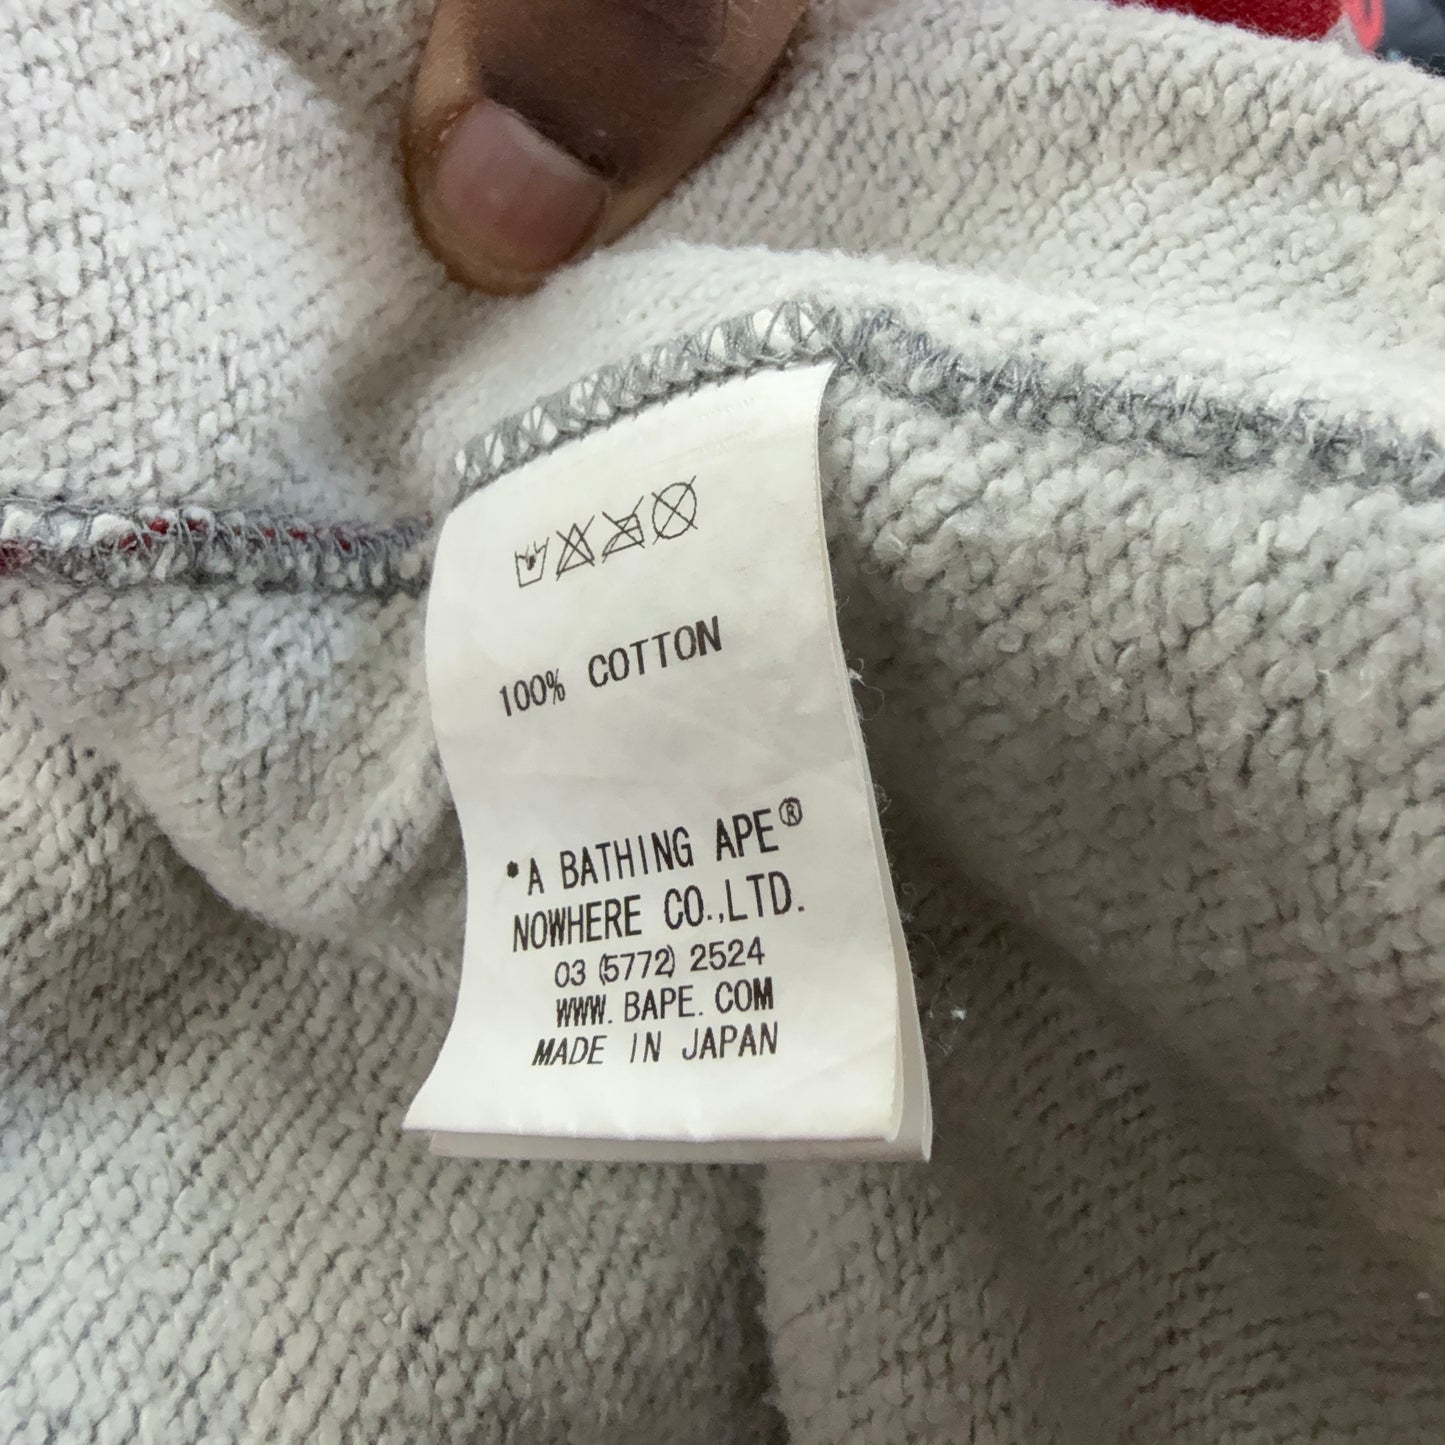 100% COTTON
*A BATHING APE®
NOWHERE CO.,LTD.
03 (5772) 2524
WWW. BAPE. COM
MADE IN JAPAN